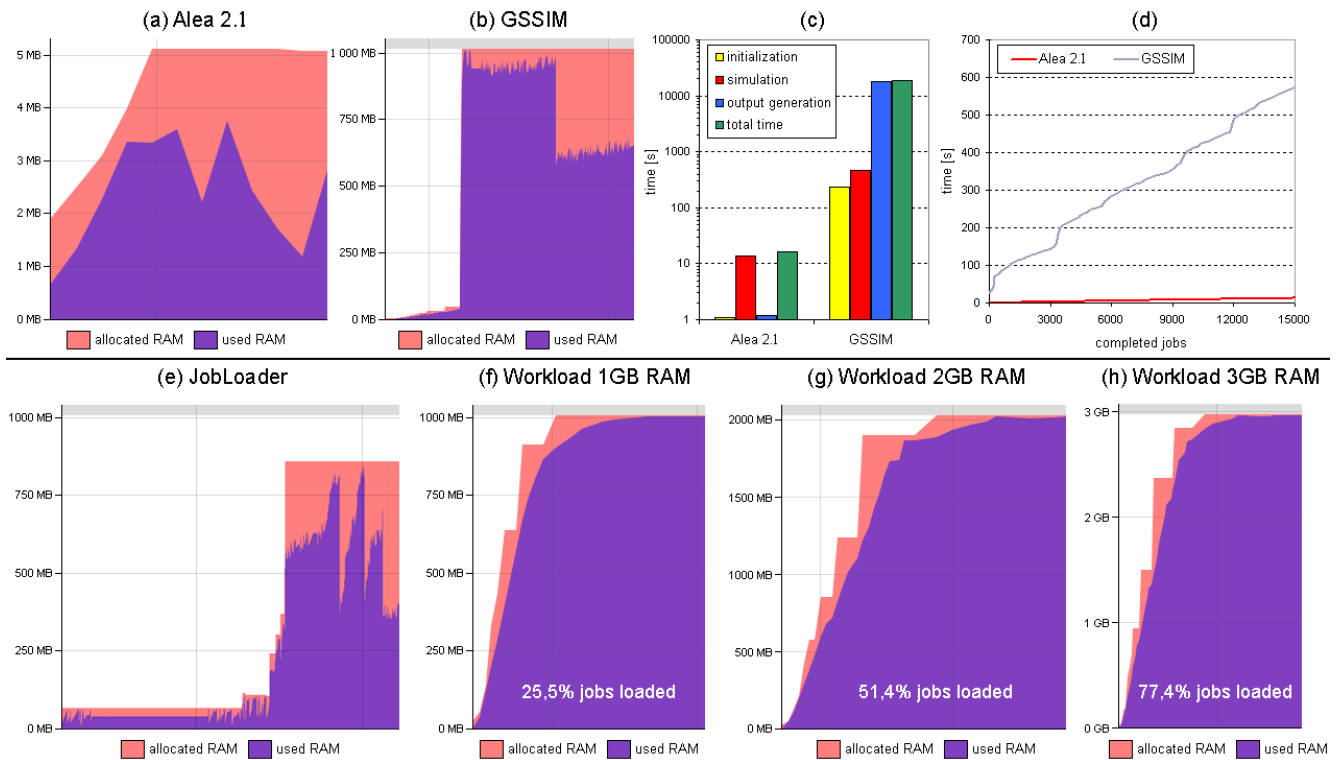 (a) Alea 2.1
5 MB
4 MB
3 MB
2 MB
1 MB
0 MB
allocated RAM used RAM
(b) GSSIM
1 000 MB
750 MB
500 MB
250 MB
0 MB
allocated RAM used RAM
(c)
time [s]
100000
10000
1000
100
10
1
initialization
simulation
output generation
total time
Alea 2.1 GSSIM
(d)
time [s]
700
600
500
400
300
200
100
0
Alea 2.1 GSSIM
0 3000 6000 9000 12000 15000
completed jobs
(e) JobLoader
1000 MB
750 MB
500 MB
250 MB
0 MB
allocated RAM used RAM
(f) Workload 1GB RAM
1000 MB
750 MB
500 MB
250 MB
0 MB
25,5% jobs loaded
allocated RAM used RAM
(g) Workload 2GB RAM
2000 MB
1500 MB
1000 MB
500 MB
0 MB
51,4% jobs loaded
allocated RAM used RAM
(h) Workload 3GB RAM
3 GB
2 GB
1 GB
0 GB
77,4% jobs loaded
allocated RAM used RAM